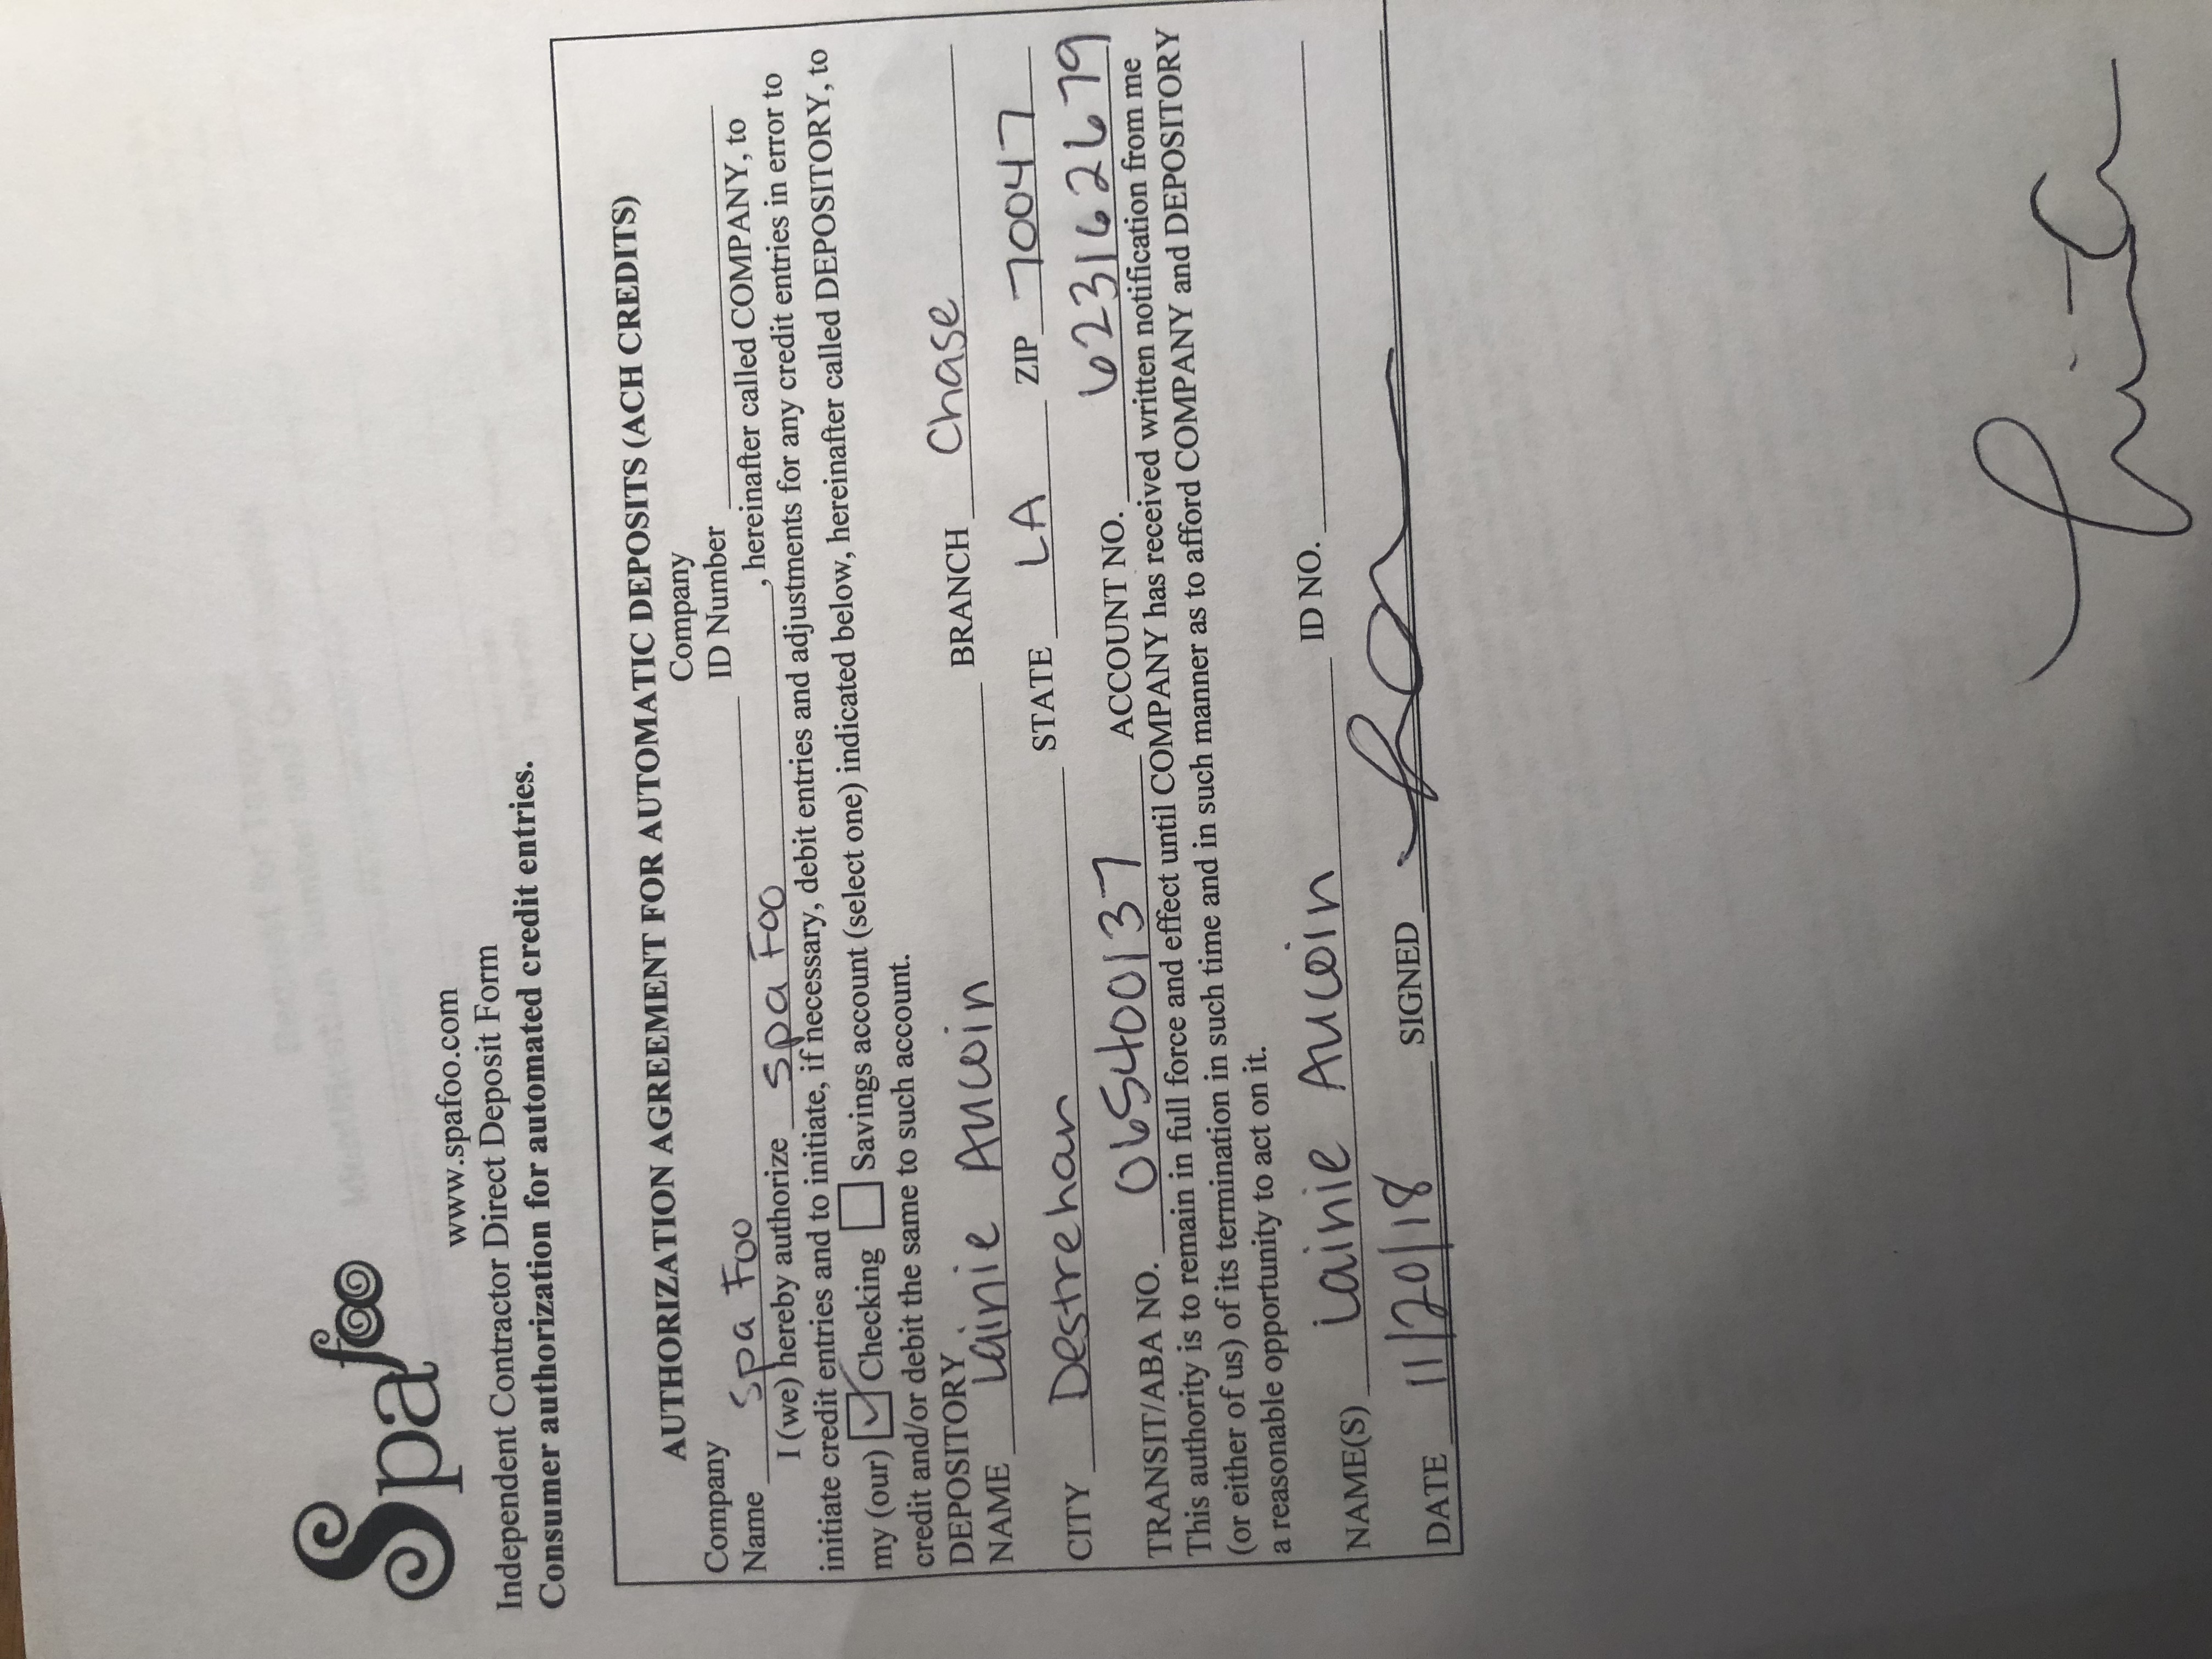 Spa foo
www.spafoo.com
Independent Contractor Direct Deposit Form
Consumer authorization for automated credit entries.
AUTHORIZATION AGREEMENT FOR AUTOMATIC DEPOSITS (ACH CREDITS)
Company Name Spa Foo Company ID Number
I (we) hereby authorize Spa Foo, hereinafter called COMPANY, to
initiate credit entries and to initiate, if necessary, debit entries and adjustments for any credit entries in error to
my (our) Checking Savings account (select one) indicated below, hereinafter called DEPOSITORY, to
credit and/or debit the same to such account.
DEPOSITORY
NAME Lainie Aucoin BRANCH Chase
CITY Destrehan STATE LA ZIP 70047
TRANSIT/ABA NO. 065400137 ACCOUNT NO. 623162679
This authority is to remain in full force and effect until COMPANY has received written notification from me
(or either of us) of its termination in such time and in such manner as to afford COMPANY and DEPOSITORY
a reasonable opportunity to act on it.
NAME(S) Lainie Aucoin ID NO.
DATE 11/20/18 SIGNED